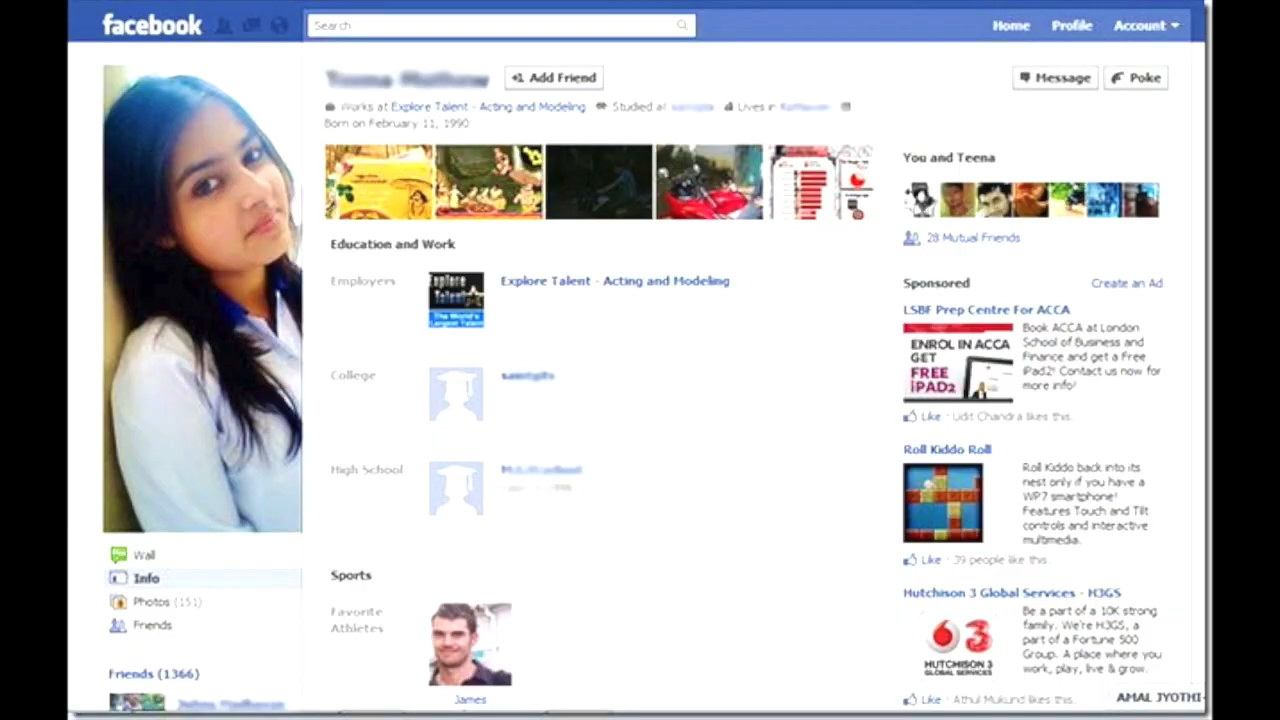 facebook
Search
Home Profile Account
+1 Add Friend
Message Poke
Works at Explore Talent - Acting and Modeling Studied at Lives in
Born on February 11, 1990
You and Teena
28 Mutual Friends
Education and Work
Employers
Explore Talent
The World's Largest Talent
Explore Talent - Acting and Modeling
College
High School
Sports
Favorite
Athletes
James
Wall
Info
Photos (151)
Friends
Friends (1366)
Sponsored Create an Ad
LSBF Prep Centre For ACCA
ENROL IN ACCA
GET
FREE
iPAD2
Book ACCA at London
School of Business and
Finance and get a Free
iPad2! Contact us now for
more info!
Like · Udit Chandra likes this.
Roll Kiddo Roll
Roll Kiddo back into its
nest only if you have a
WP7 smartphone!
Features Touch and Tilt
controls and interactive
multimedia.
Like · 39 people like this.
Hutchison 3 Global Services - H3GS
3
HUTCHISON 3
GLOBAL SERVICES
Be a part of a 10K strong
family. We're H3GS, a
part of a Fortune 500
Group. A place where you
work, play, live & grow.
Like · Athul Mukund likes this.
AMAL JYOTHI